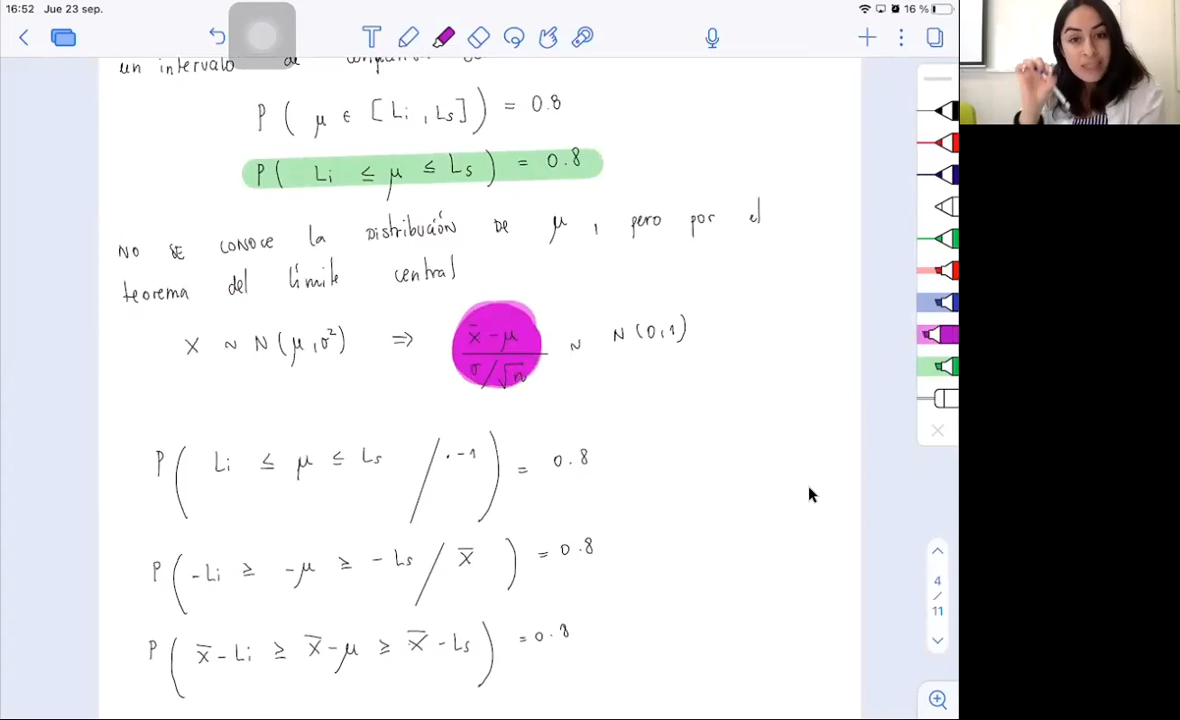 16:52 Jue 23 sep. 16 %
un intervalo de
P ( μ ∈ [Li , Ls] ) = 0.8
P ( Li ≤ μ ≤ Ls ) = 0.8
NO SE CONOCE la DISTRIBUCIÓN DE μ , pero por el
teorema del límite central
X ~ N(μ,σ²) ⇒ x̄ - μ / σ/√n ~ N(0,1)
P ( Li ≤ μ ≤ Ls / · -1 ) = 0.8
P ( -Li ≥ -μ ≥ -Ls / x̄ ) = 0.8
P ( x̄ - Li ≥ x̄ - μ ≥ x̄ - Ls ) = 0.8
4
/
11